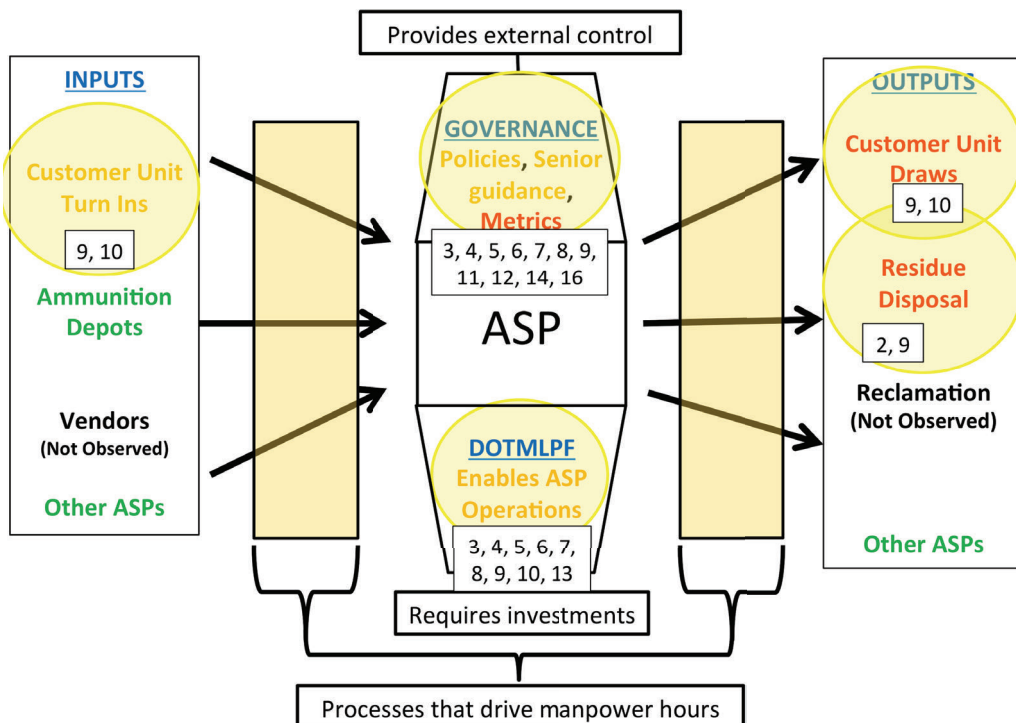 Provides external control
INPUTS
Customer Unit
Turn Ins
9, 10
Ammunition
Depots
Vendors
(Not Observed)
Other ASPs
GOVERNANCE
Policies, Senior
guidance,
Metrics
3, 4, 5, 6, 7, 8, 9,
11, 12, 14, 16
ASP
DOTMLPF
Enables ASP
Operations
3, 4, 5, 6, 7,
8, 9, 10, 13
Requires investments
OUTPUTS
Customer Unit
Draws
9, 10
Residue
Disposal
2, 9
Reclamation
(Not Observed)
Other ASPs
Processes that drive manpower hours